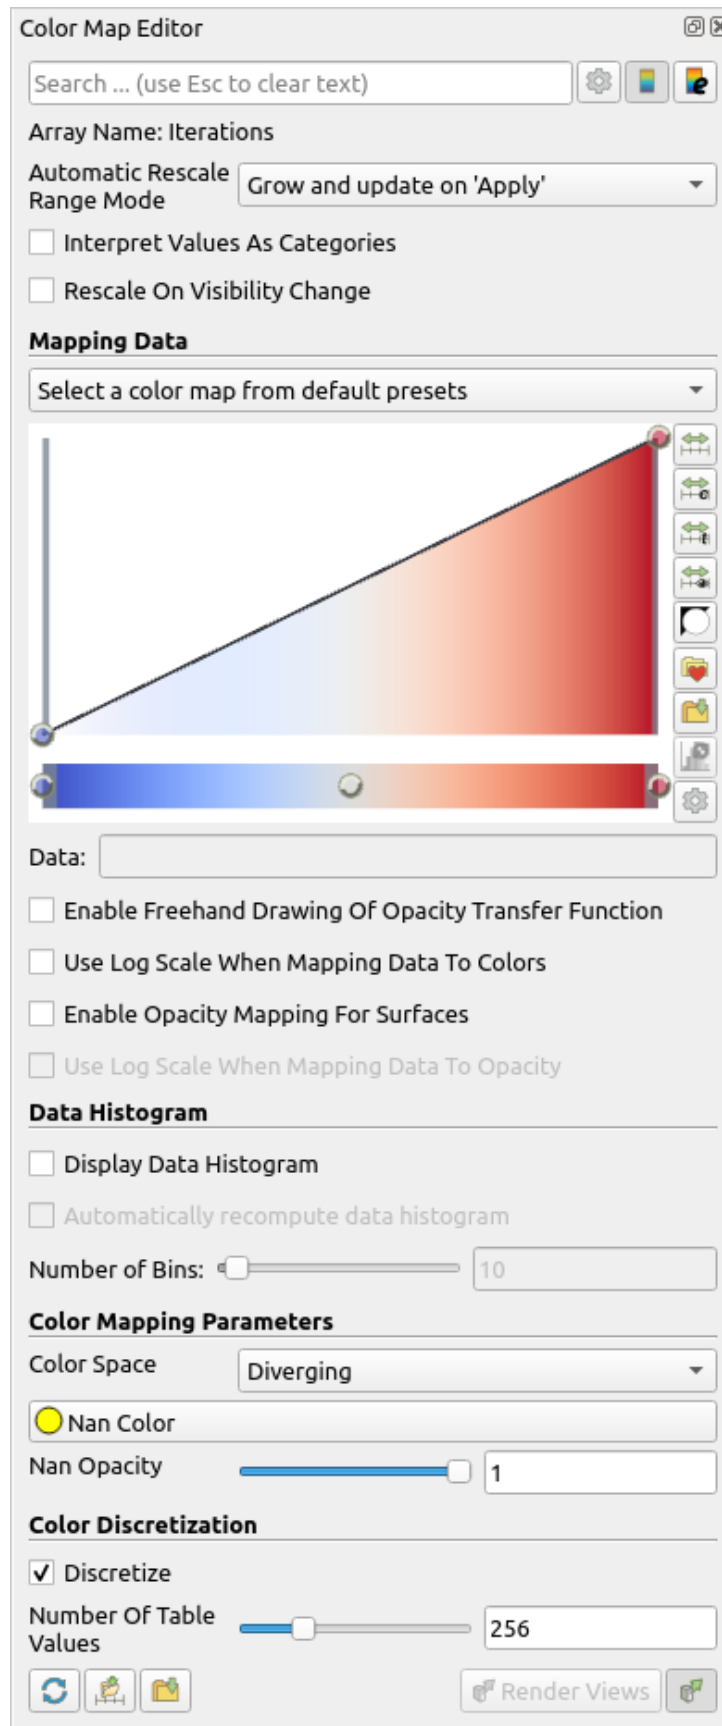 Color Map Editor
Search ... (use Esc to clear text)
Array Name: Iterations
Automatic Rescale
Range Mode
Grow and update on 'Apply'
Interpret Values As Categories
Rescale On Visibility Change
Mapping Data
Select a color map from default presets
Data:
Enable Freehand Drawing Of Opacity Transfer Function
Use Log Scale When Mapping Data To Colors
Enable Opacity Mapping For Surfaces
Use Log Scale When Mapping Data To Opacity
Data Histogram
Display Data Histogram
Automatically recompute data histogram
Number of Bins: 10
Color Mapping Parameters
Color Space Diverging
Nan Color
Nan Opacity 1
Color Discretization
Discretize
Number Of Table
Values
256
Render Views